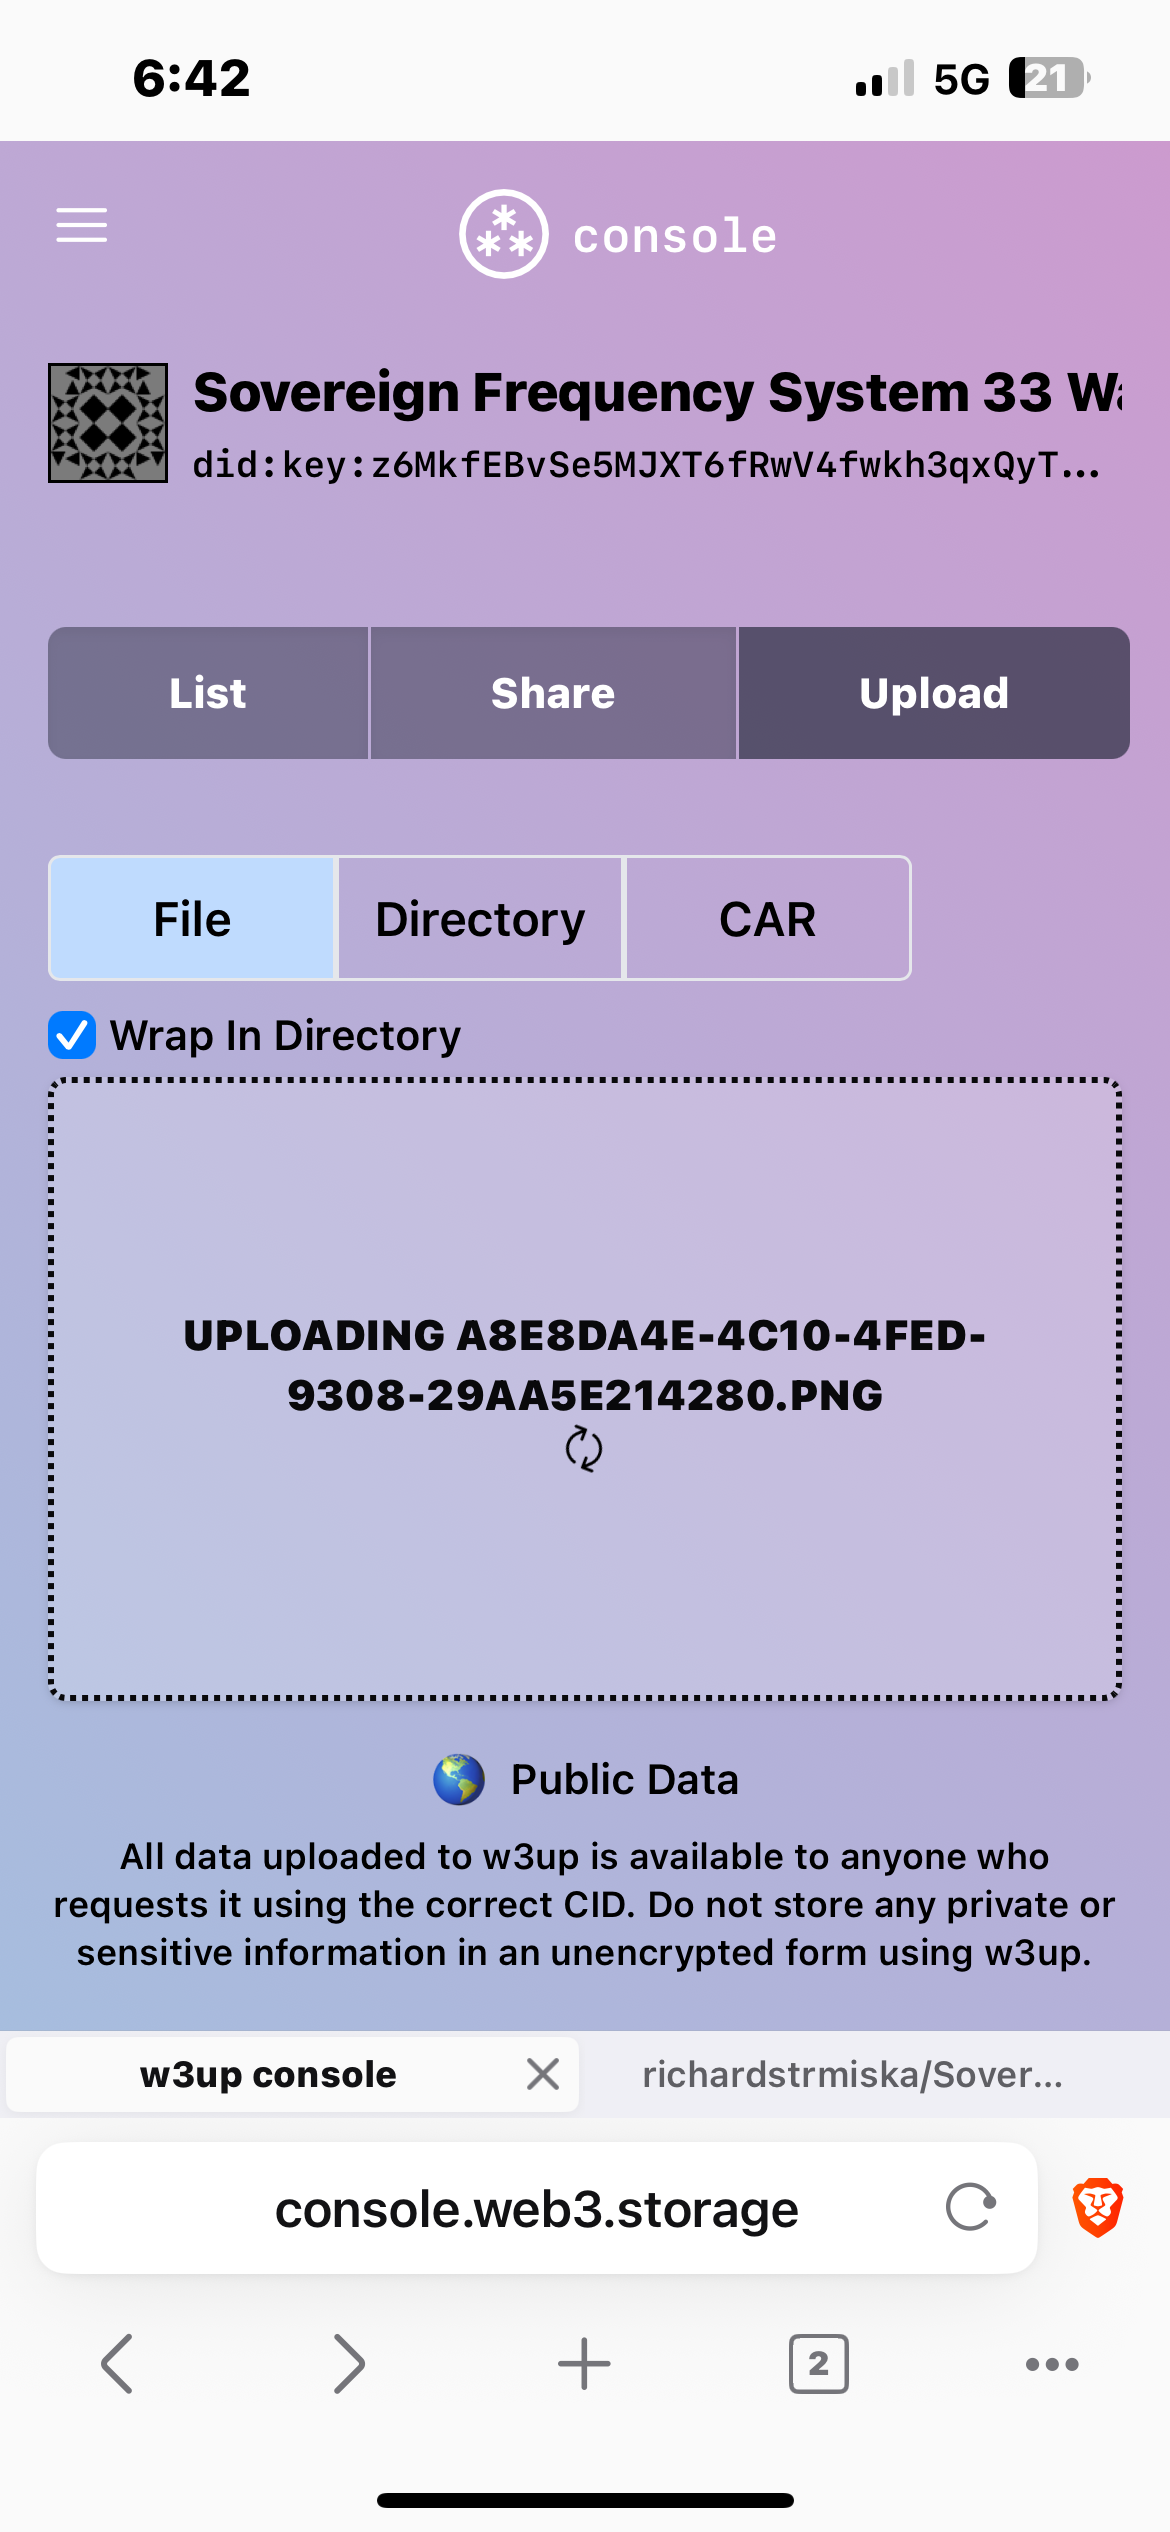 6:42
5G 21
console
Sovereign Frequency System 33
did:key:z6MkfEBvSe5MJXT6fRwV4fwkh3qxQyT...
List Share Upload
File Directory CAR
Wrap In Directory
UPLOADING A8E8DA4E-4C10-4FED-
9308-29AA5E214280.PNG
Public Data
All data uploaded to w3up is available to anyone who
requests it using the correct CID. Do not store any private or
sensitive information in an unencrypted form using w3up.
w3up console richardstrmiska/Sover...
console.web3.storage
2